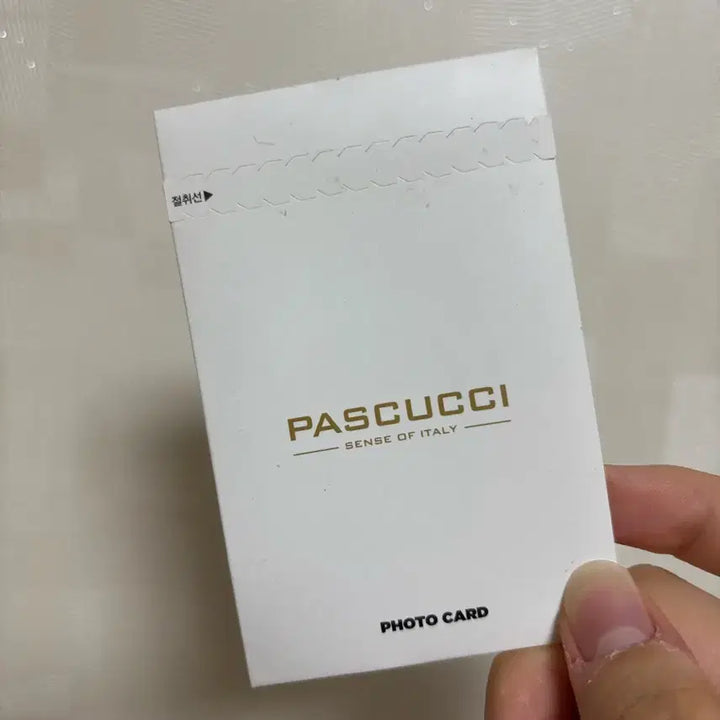 절취선▶
PASCUCCI
SENSE OF ITALY
PHOTO CARD